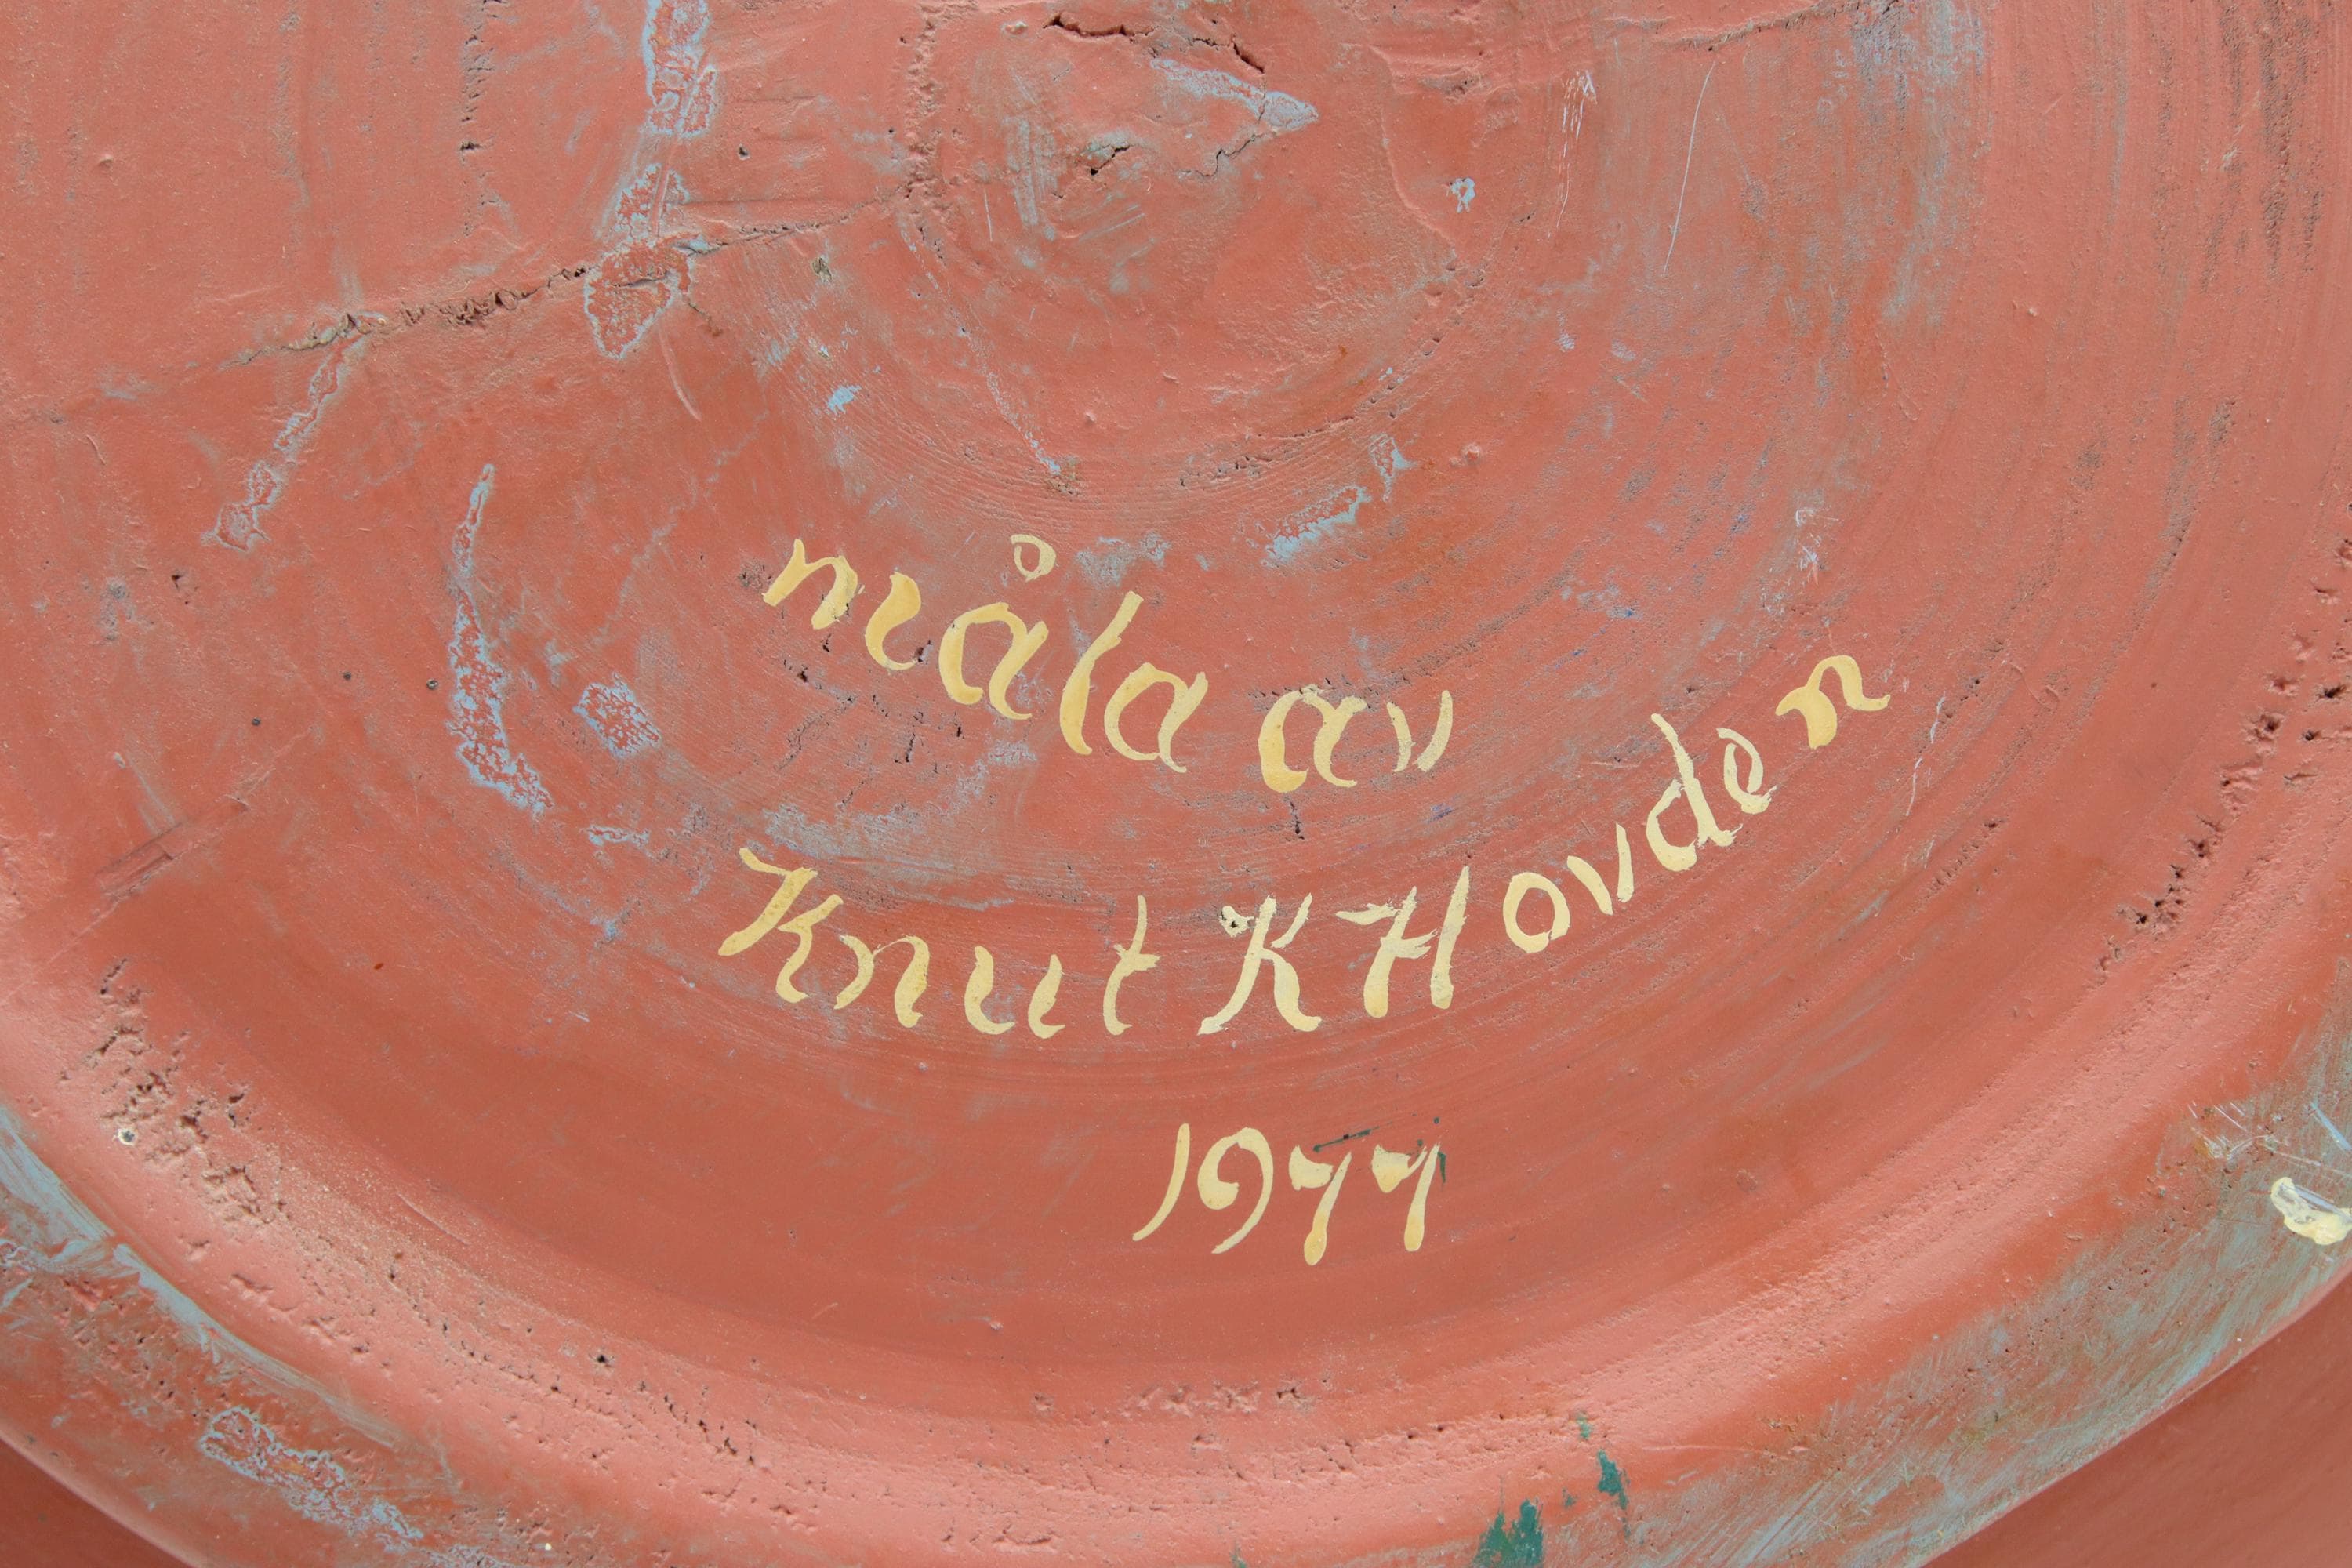 måla av
Knut K Hovden
1977